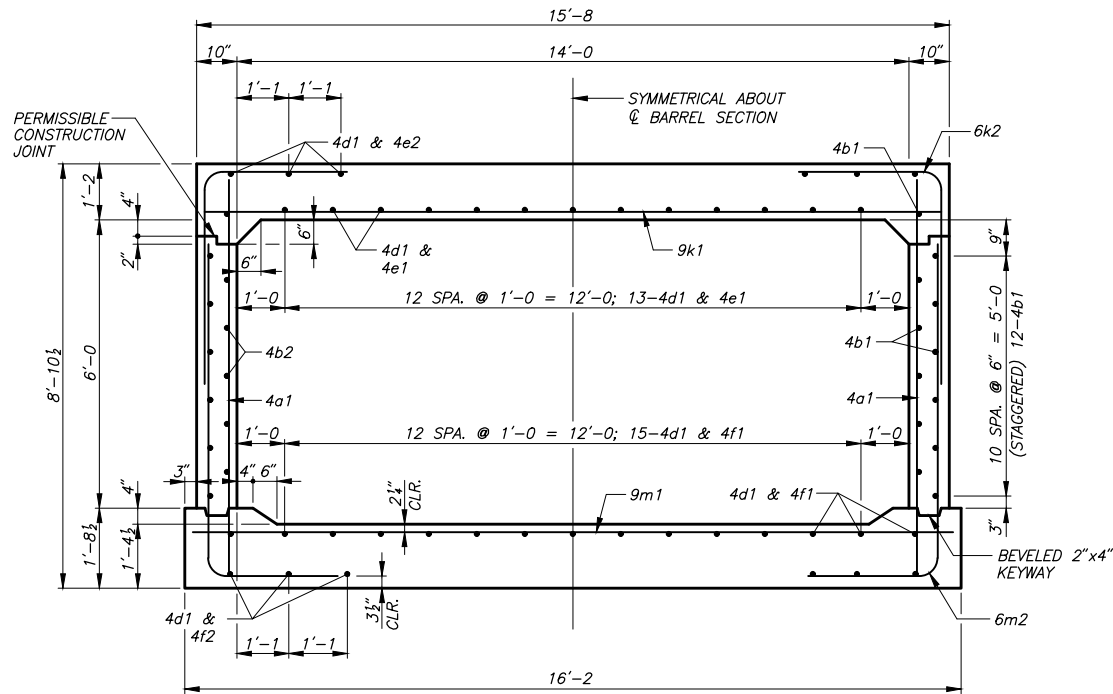 15'-8
10"
14'-0
10"
1'-1
1'-1
SYMMETRICAL ABOUT
℄ BARREL SECTION
PERMISSIBLE
CONSTRUCTION
JOINT
4d1 & 4e2
4b1
6k2
1'-2
4"
2"
6"
6"
4d1 &
4e1
9k1
9"
1'-0
12 SPA. @ 1'-0 = 12'-0; 13-4d1 & 4e1
1'-0
8'-10½
6'-0
4b2
4b1
4a1
4a1
10 SPA. @ 6" = 5'-0
(STAGGERED) 12-4b1
1'-0
12 SPA. @ 1'-0 = 12'-0; 15-4d1 & 4f1
1'-0
3"
4"
6"
4"
2¼"
CLR.
9m1
4d1 & 4f1
3"
1'-8½
1'-4½
BEVELED 2"x4"
KEYWAY
4d1 &
4f2
3½"
CLR.
6m2
1'-1
1'-1
16'-2